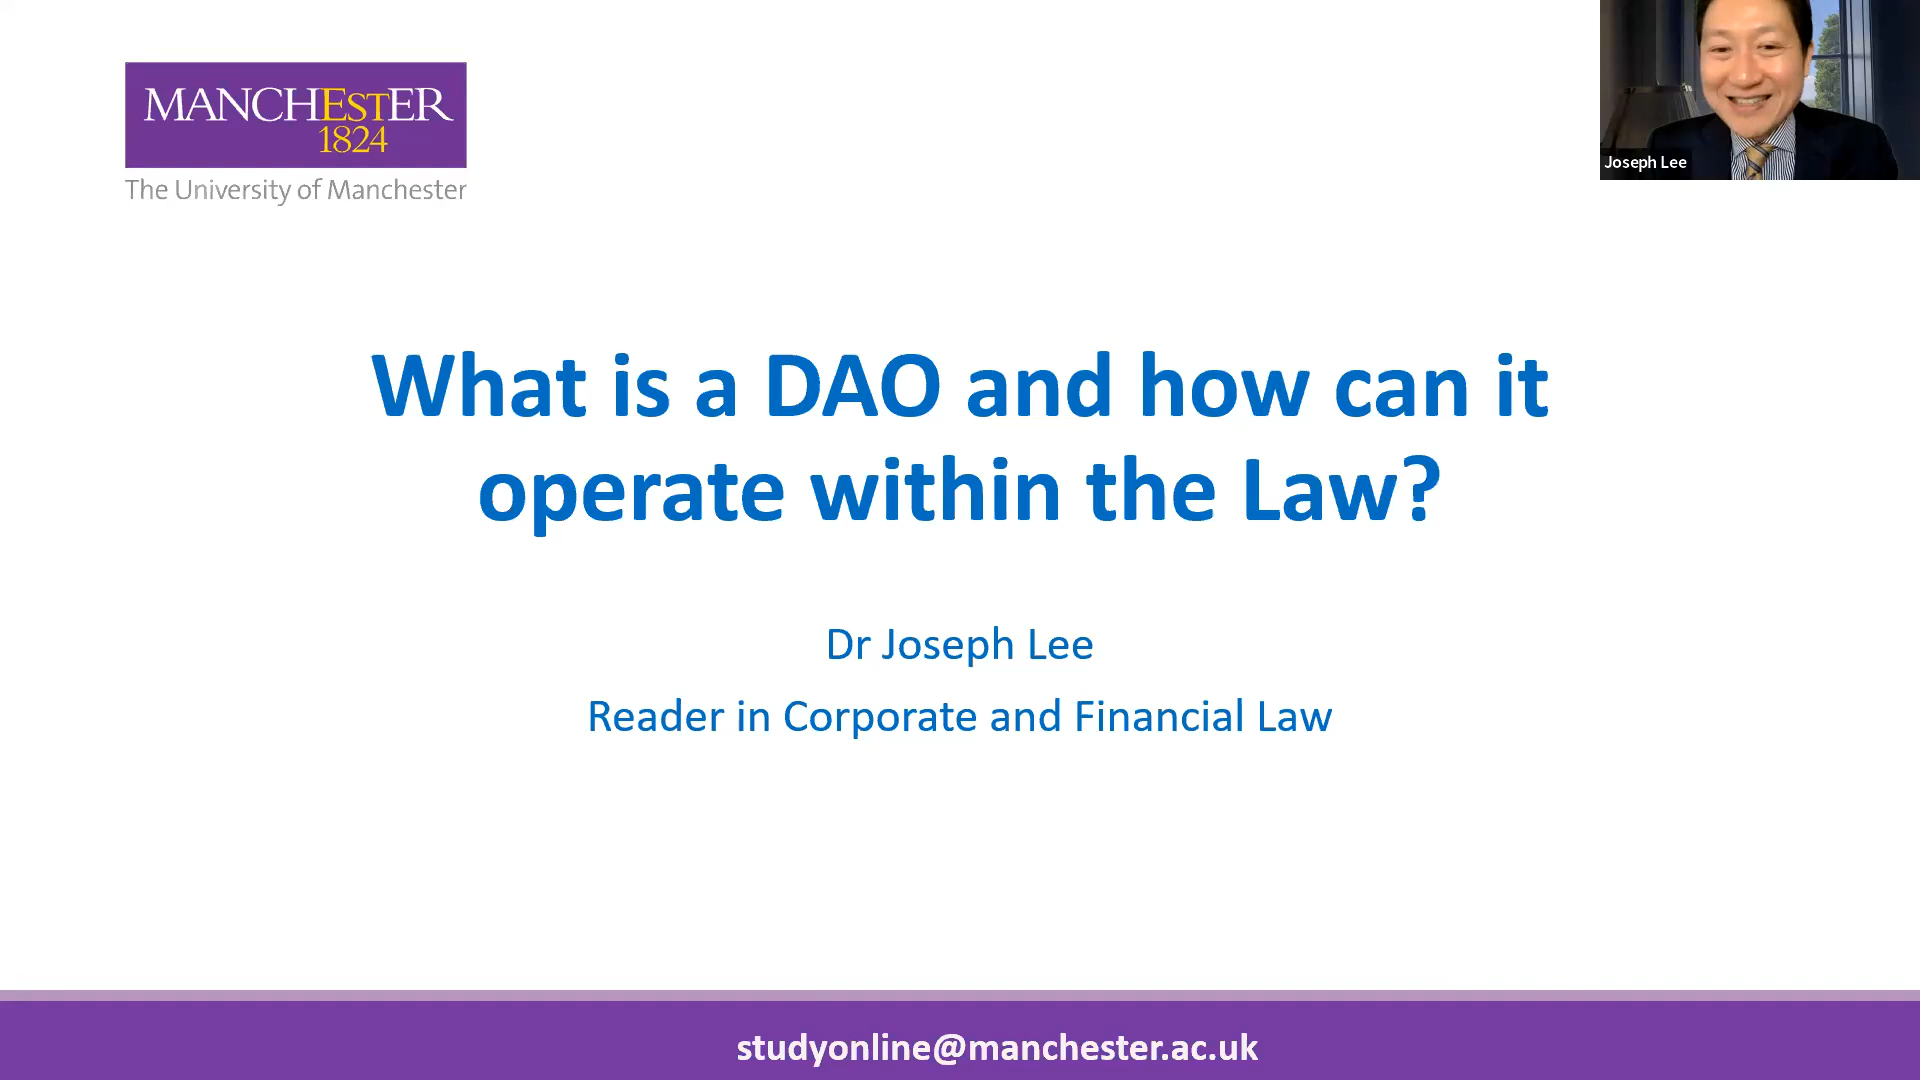 MANCHEstER
1824
The University of Manchester
Joseph Lee
What is a DAO and how can it
operate within the Law?
Dr Joseph Lee
Reader in Corporate and Financial Law
studyonline@manchester.ac.uk